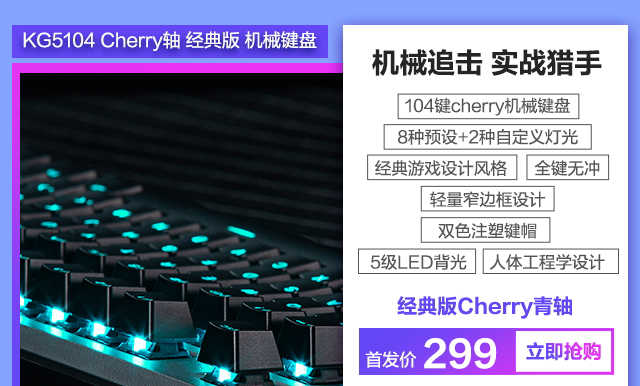 KG5104 Cherry轴 经典版 机械键盘
机械追击 实战猎手
104键cherry机械键盘
8种预设+2种自定义灯光
经典游戏设计风格 全键无冲
轻量窄边框设计
双色注塑键帽
5级LED背光 人体工程学设计
经典版Cherry青轴
首发价 299 立即抢购